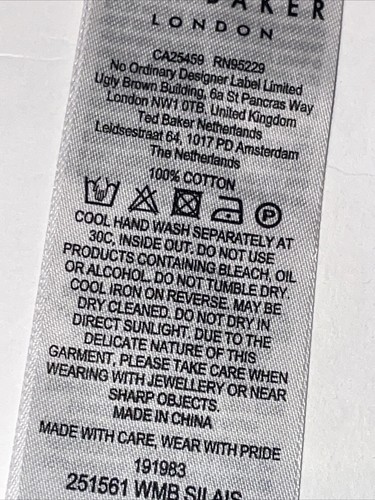 BAKER
LONDON
CA25459 RN95229
No Ordinary Designer Label Limited
Ugly Brown Building, 6a St Pancras Way
London NW1 0TB, United Kingdom
Ted Baker Netherlands
Leidsestraat 64, 1017 PD Amsterdam
The Netherlands
100% COTTON
P
COOL HAND WASH SEPARATELY AT
30C, INSIDE OUT. DO NOT USE
PRODUCTS CONTAINING BLEACH, OIL
OR ALCOHOL. DO NOT TUMBLE DRY.
COOL IRON ON REVERSE. MAY BE
DRY CLEANED. DO NOT DRY IN
DIRECT SUNLIGHT. DUE TO THE
DELICATE NATURE OF THIS
GARMENT, PLEASE TAKE CARE WHEN
WEARING WITH JEWELLERY OR NEAR
SHARP OBJECTS.
MADE IN CHINA
MADE WITH CARE, WEAR WITH PRIDE
191983
251561 WMB SILAIS